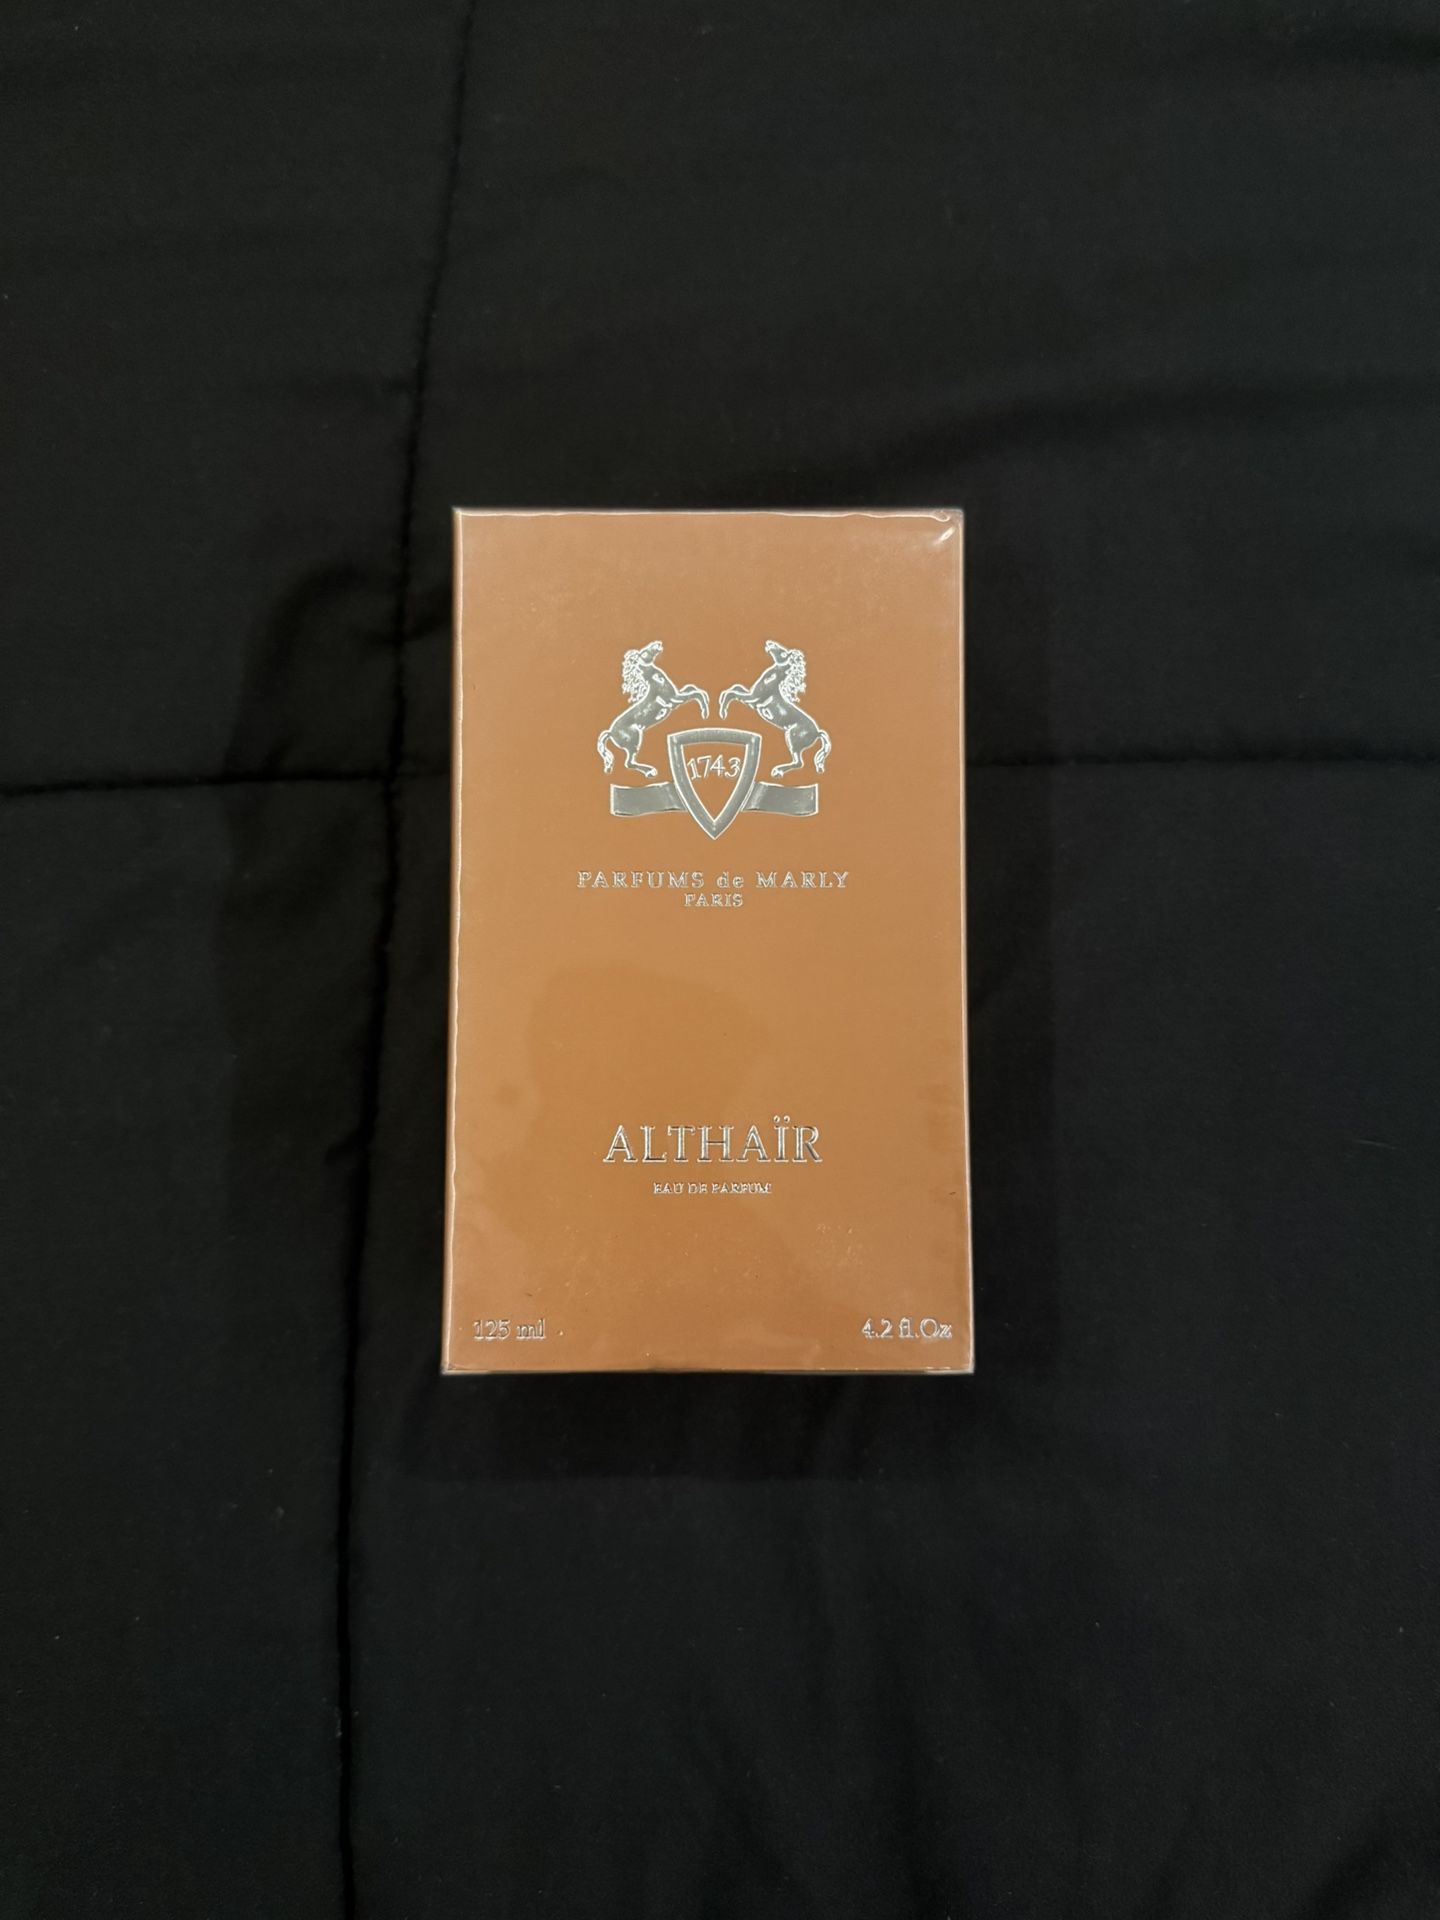 1743
PARFUMS de MARLY
PARIS
ALTHAÏR
EAU DE PARFUM
125 ml 4.2 fl.Oz